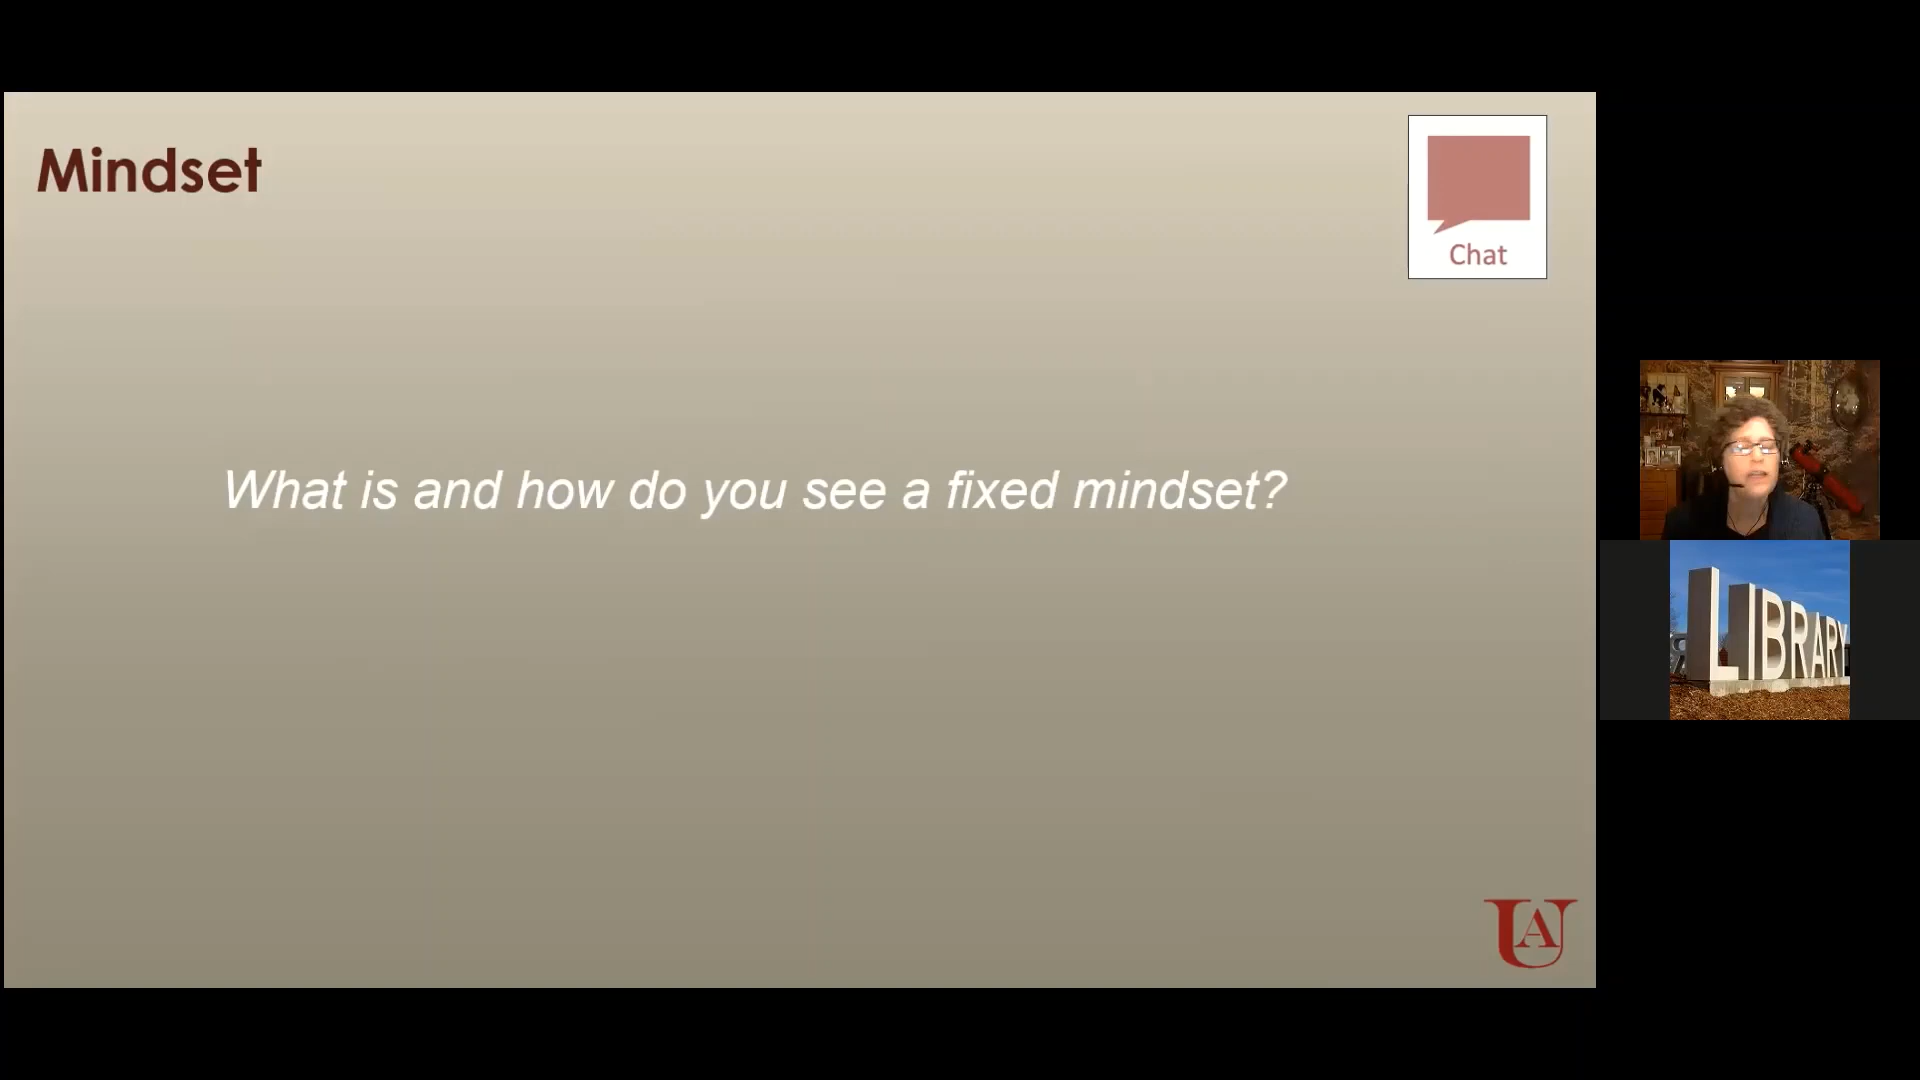 Mindset
Chat
What is and how do you see a fixed mindset?
LIBRARY
UA